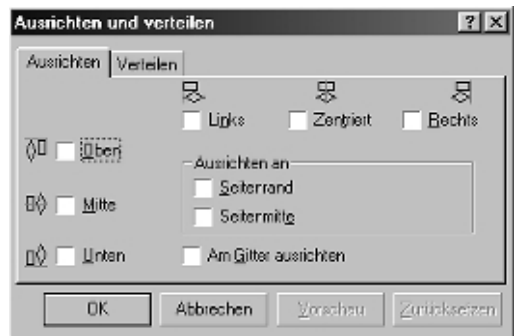 Ausrichten und verteilen
Ausrichten Verteilen
Links Zentriert Rechts
Oben
Ausrichten an
Seitenrand
Mitte
Seitenmitte
Unten Am Gitter ausrichten
OK Abbrechen Vorschau Zurücksetzen